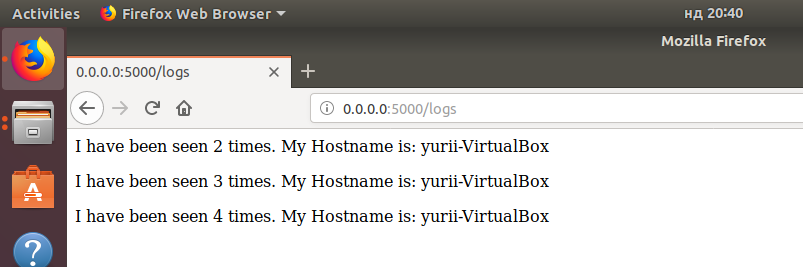 Activities Firefox Web Browser нд 20:40
Mozilla Firefox
0.0.0.0:5000/logs
0.0.0.0:5000/logs
I have been seen 2 times. My Hostname is: yurii-VirtualBox
I have been seen 3 times. My Hostname is: yurii-VirtualBox
I have been seen 4 times. My Hostname is: yurii-VirtualBox